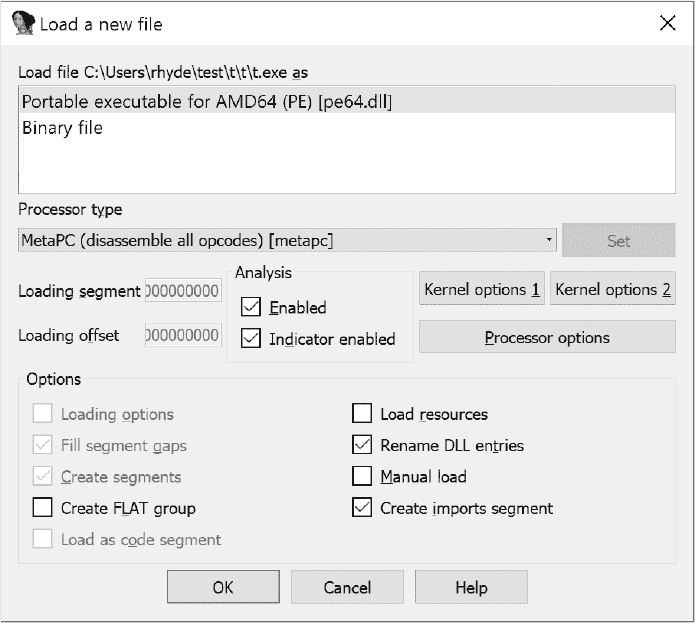 Load a new file
Load file C:\Users\rhyde\test\t\t\t.exe as
Portable executable for AMD64 (PE) [pe64.dll]
Binary file
Processor type
MetaPC (disassemble all opcodes) [metapc]
Set
Analysis
Loading segment 000000000
Enabled
Kernel options 1
Kernel options 2
Loading offset 000000000
Indicator enabled
Processor options
Options
Loading options
Load resources
Fill segment gaps
Rename DLL entries
Create segments
Manual load
Create FLAT group
Create imports segment
Load as code segment
OK
Cancel
Help